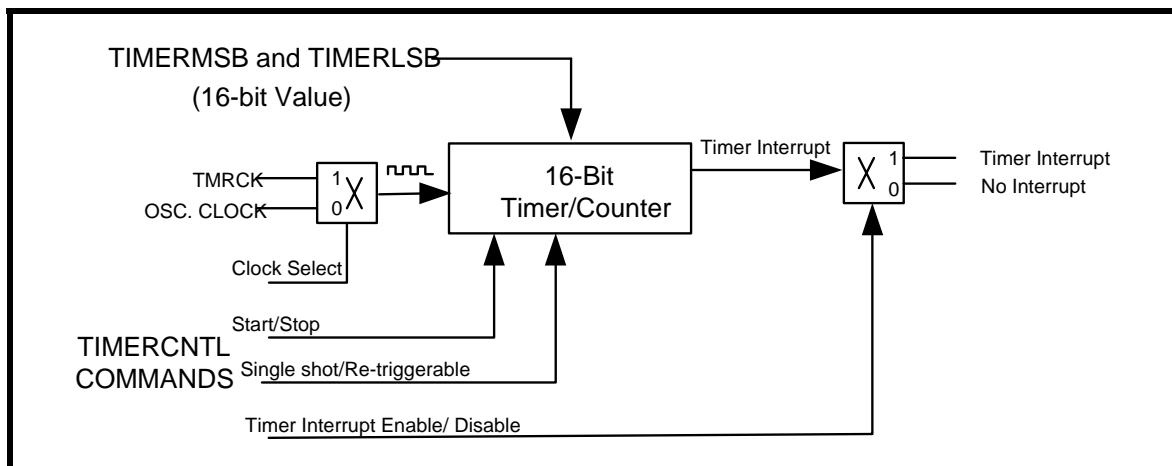 TIMERMSB and TIMERLSB
(16-bit Value)
Timer Interrupt
1
Timer Interrupt
X
0
No Interrupt
TMRCK
1
X
OSC. CLOCK
0
16-Bit
Timer/Counter
Clock Select
Start/Stop
TIMERCNTL
COMMANDS
Single shot/Re-triggerable
Timer Interrupt Enable/ Disable